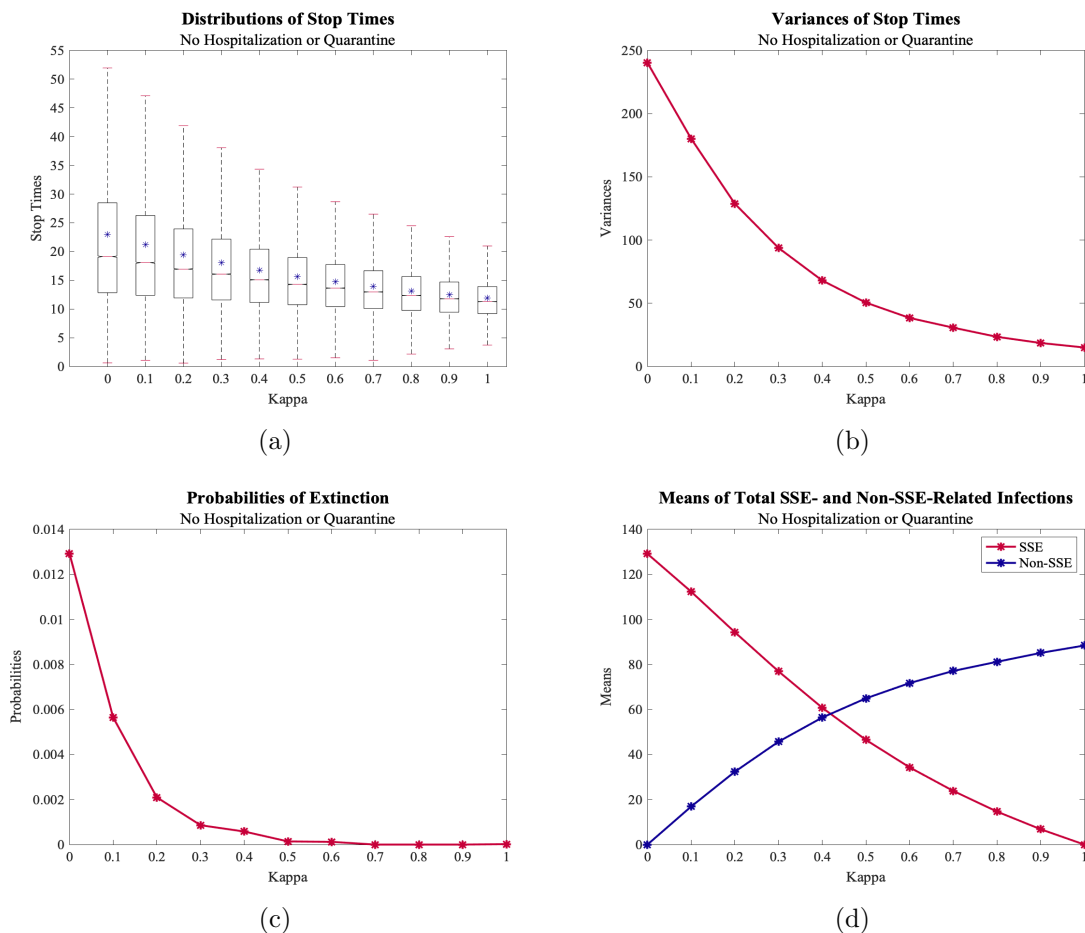 Distributions of Stop Times
No Hospitalization or Quarantine
Stop Times
55
50
45
40
35
30
25
20
15
10
5
0
0 0.1 0.2 0.3 0.4 0.5 0.6 0.7 0.8 0.9 1
Kappa
(a)
Variances of Stop Times
No Hospitalization or Quarantine
Variances
250
200
150
100
50
0
0 0.1 0.2 0.3 0.4 0.5 0.6 0.7 0.8 0.9 1
Kappa
(b)
Probabilities of Extinction
No Hospitalization or Quarantine
Probabilities
0.014
0.012
0.01
0.008
0.006
0.004
0.002
0
0 0.1 0.2 0.3 0.4 0.5 0.6 0.7 0.8 0.9 1
Kappa
(c)
Means of Total SSE- and Non-SSE-Related Infections
No Hospitalization or Quarantine
Means
140
120
100
80
60
40
20
0
SSE
Non-SSE
0 0.1 0.2 0.3 0.4 0.5 0.6 0.7 0.8 0.9 1
Kappa
(d)